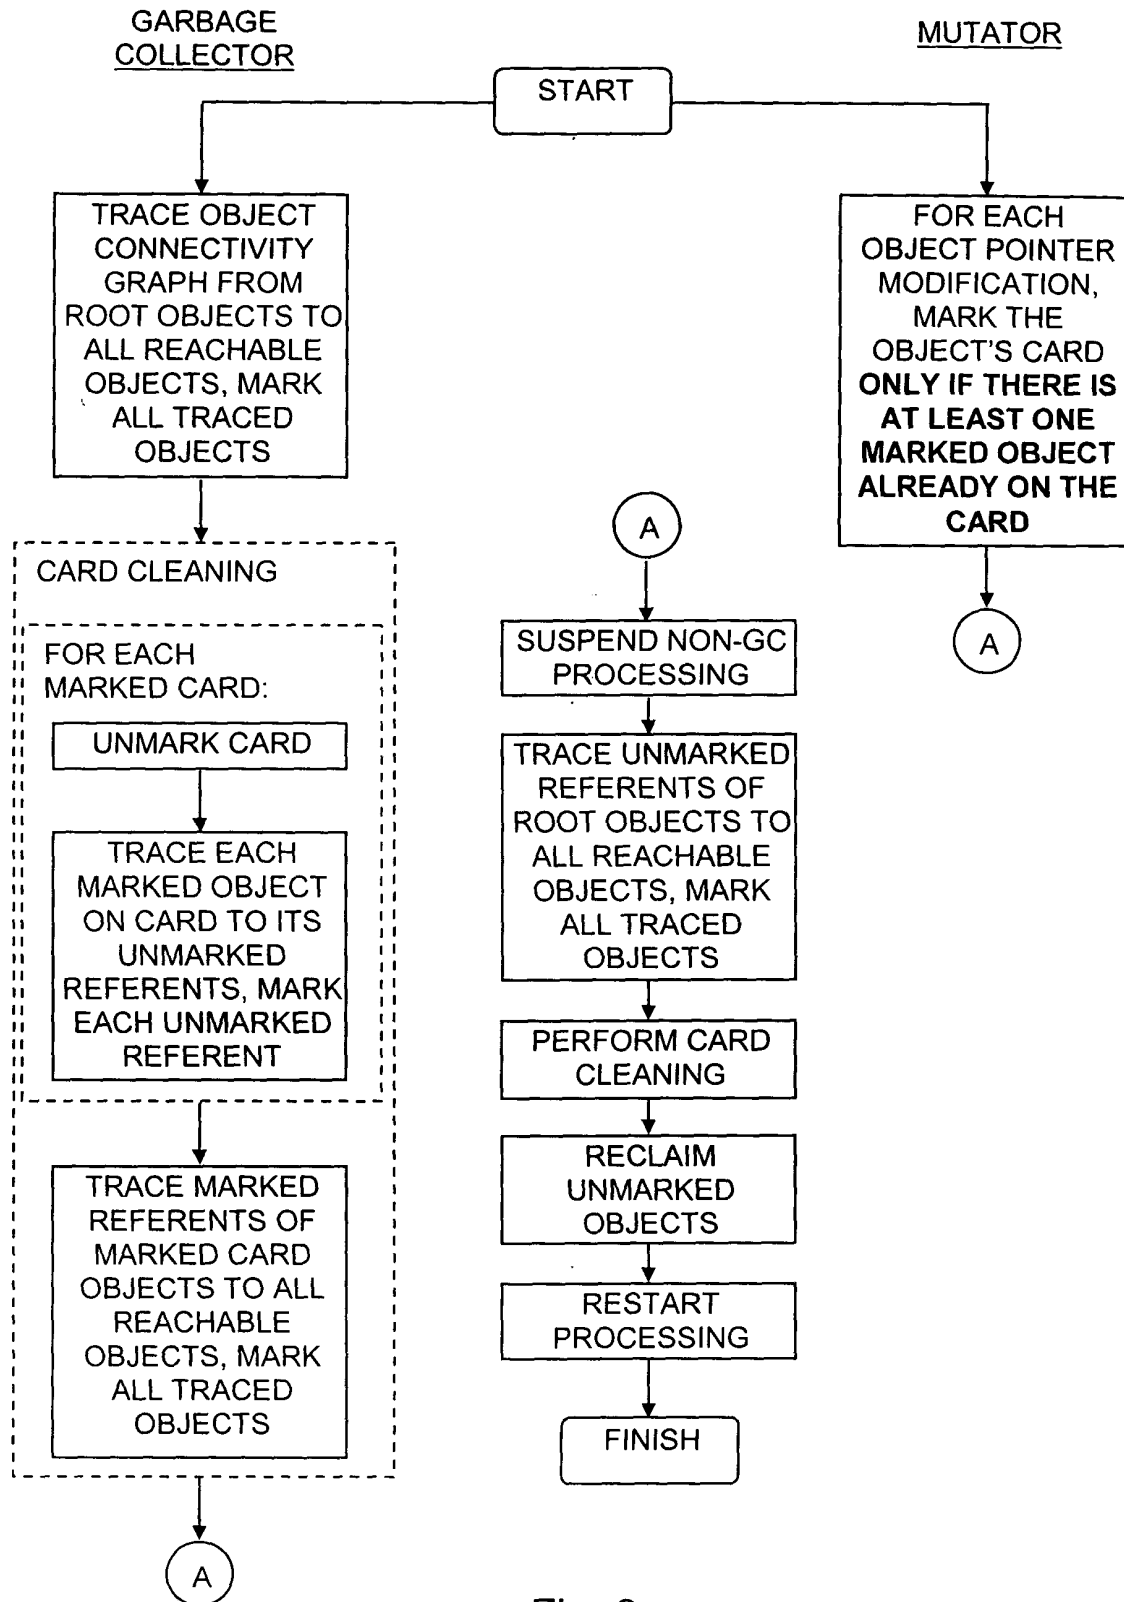 GARBAGE
COLLECTOR
MUTATOR
START
TRACE OBJECT
CONNECTIVITY
GRAPH FROM
ROOT OBJECTS TO
ALL REACHABLE
OBJECTS, MARK
ALL TRACED
OBJECTS
CARD CLEANING
FOR EACH
MARKED CARD:
UNMARK CARD
TRACE EACH
MARKED OBJECT
ON CARD TO ITS
UNMARKED
REFERENTS, MARK
EACH UNMARKED
REFERENT
TRACE MARKED
REFERENTS OF
MARKED CARD
OBJECTS TO ALL
REACHABLE
OBJECTS, MARK
ALL TRACED
OBJECTS
A
FOR EACH
OBJECT POINTER
MODIFICATION,
MARK THE
OBJECT'S CARD
ONLY IF THERE IS
AT LEAST ONE
MARKED OBJECT
ALREADY ON THE
CARD
A
A
SUSPEND NON-GC
PROCESSING
TRACE UNMARKED
REFERENTS OF
ROOT OBJECTS TO
ALL REACHABLE
OBJECTS, MARK
ALL TRACED
OBJECTS
PERFORM CARD
CLEANING
RECLAIM
UNMARKED
OBJECTS
RESTART
PROCESSING
FINISH